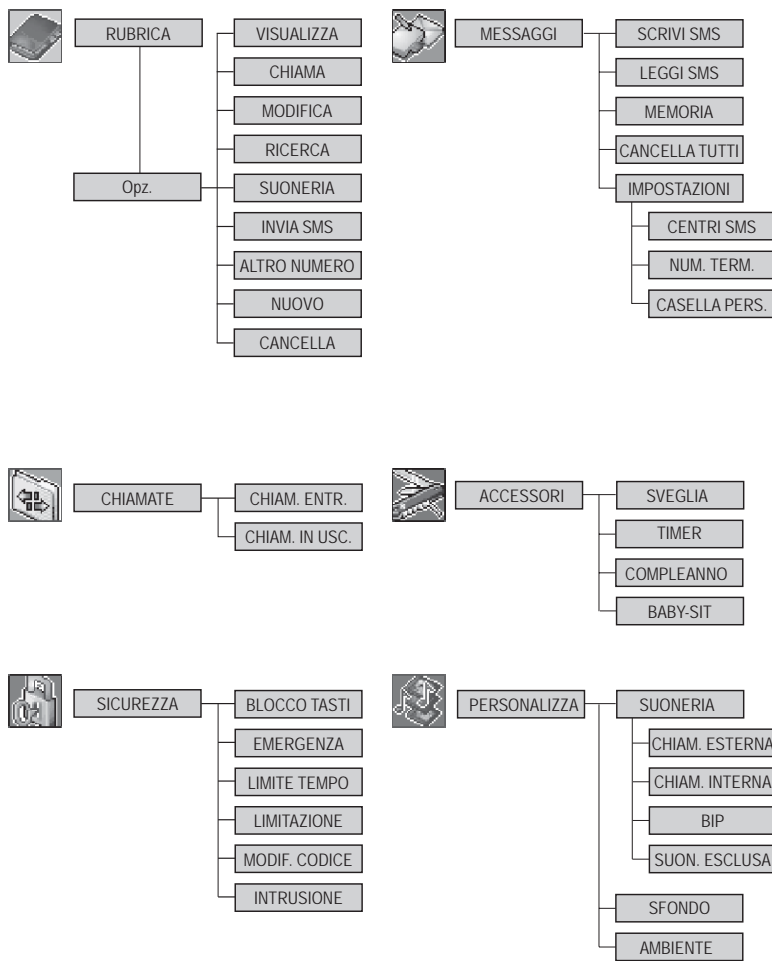 RUBRICA
Opz.
VISUALIZZA
CHIAMA
MODIFICA
RICERCA
SUONERIA
INVIA SMS
ALTRO NUMERO
NUOVO
CANCELLA
MESSAGGI
SCRIVI SMS
LEGGI SMS
MEMORIA
CANCELLA TUTTI
IMPOSTAZIONI
CENTRI SMS
NUM. TERM.
CASELLA PERS.
CHIAMATE
CHIAM. ENTR.
CHIAM. IN USC.
ACCESSORI
SVEGLIA
TIMER
COMPLEANNO
BABY-SIT
SICUREZZA
BLOCCO TASTI
EMERGENZA
LIMITE TEMPO
LIMITAZIONE
MODIF. CODICE
INTRUSIONE
PERSONALIZZA
SUONERIA
CHIAM. ESTERNA
CHIAM. INTERNA
BIP
SUON. ESCLUSA
SFONDO
AMBIENTE